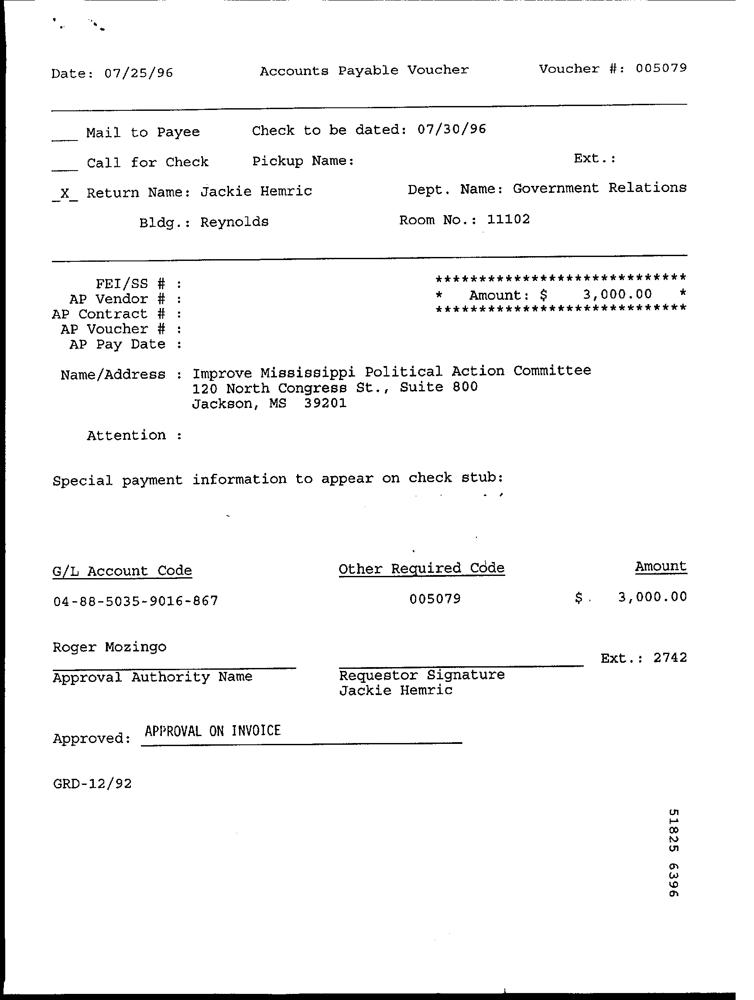 Date: 07/25/96 Accounts Payable Voucher Voucher #: 005079
___ Mail to Payee Check to be dated: 07/30/96
___ Call for Check Pickup Name: Ext.:
_X_ Return Name: Jackie Hemric Dept. Name: Government Relations
Bldg.: Reynolds Room No.: 11102
FEI/SS # : *****************************
AP Vendor # : * Amount: $ 3,000.00 *
AP Contract # : *****************************
AP Voucher # :
AP Pay Date :
Name/Address : Improve Mississippi Political Action Committee
120 North Congress St., Suite 800
Jackson, MS 39201
Attention :
Special payment information to appear on check stub:
G/L Account Code Other Required Code Amount
04-88-5035-9016-867 005079 $ 3,000.00
Roger Mozingo
Ext.: 2742
Approval Authority Name Requestor Signature
Jackie Hemric
Approved: APPROVAL ON INVOICE
GRD-12/92
51825 6396